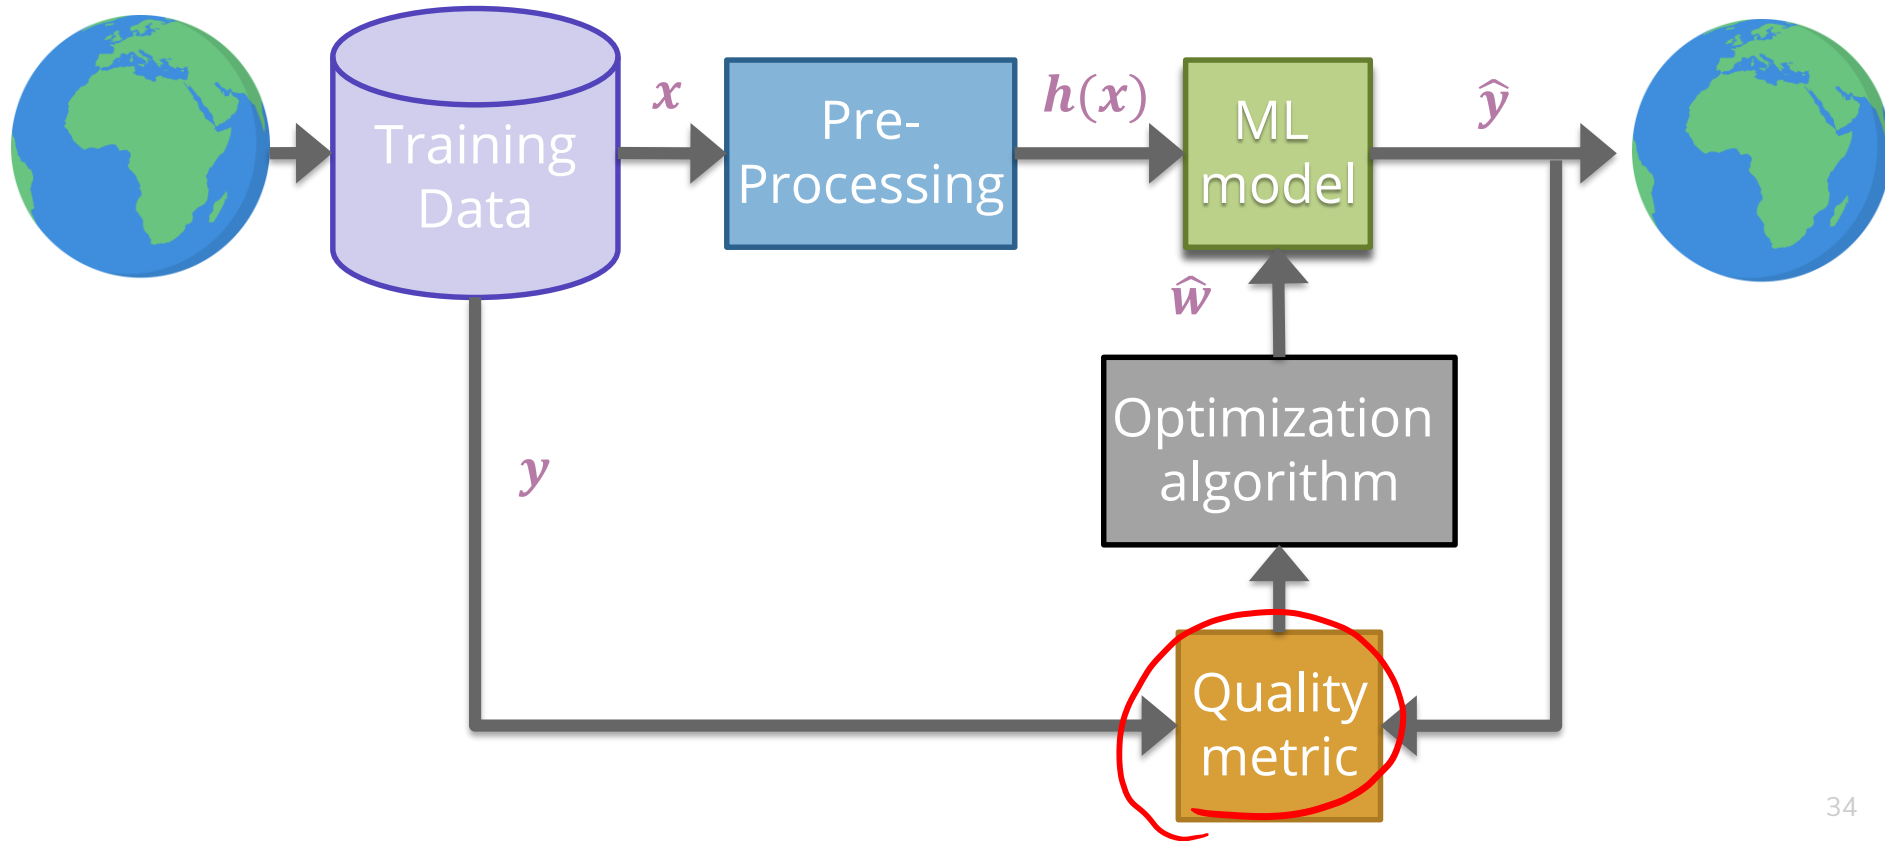 Training
Data
x
Pre-
Processing
h(x)
ML
model
ŷ
ŵ
Optimization
algorithm
y
Quality
metric
34